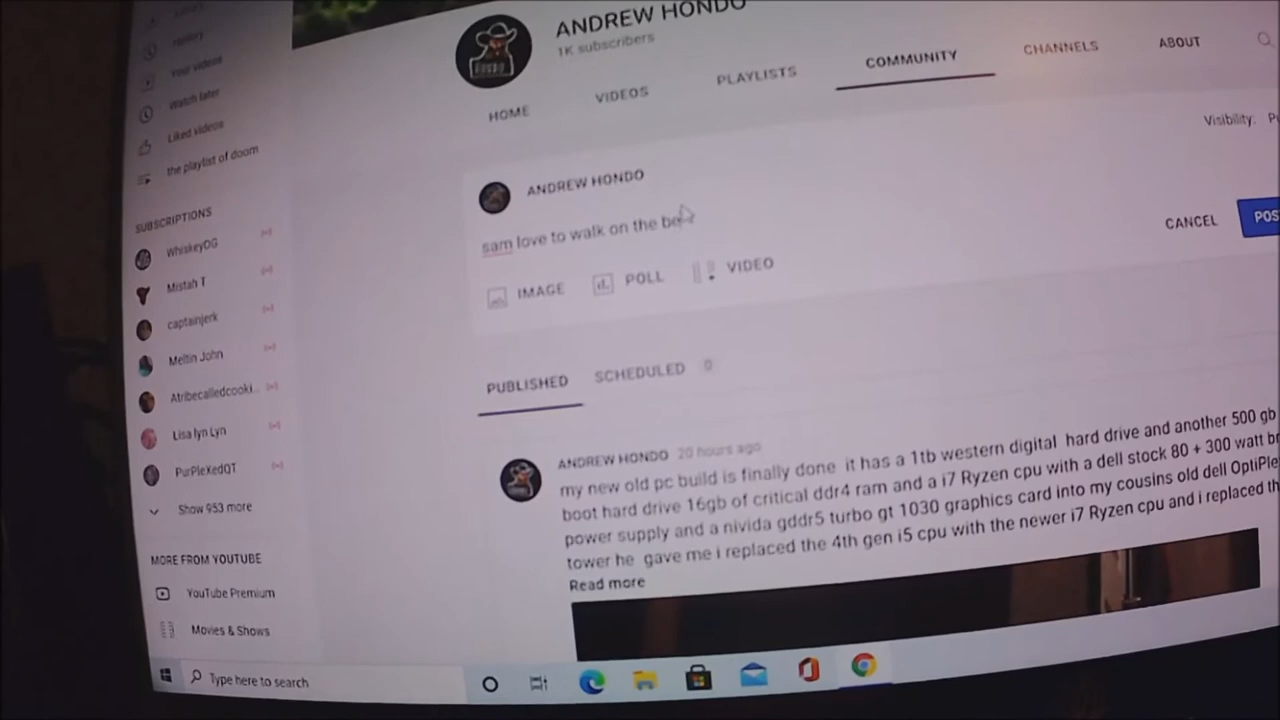 History
Your videos
Watch later
Liked videos
the playlist of doom
SUBSCRIPTIONS
WhiskeyDG
Mistah T
captainjerk
Meltin John
Atribecalledcooki...
Lisa lyn Lyn
PurPleXedQT
Show 953 more
MORE FROM YOUTUBE
YouTube Premium
Movies & Shows
ANDREW HONDO
1K subscribers
HOME VIDEOS PLAYLISTS COMMUNITY CHANNELS ABOUT
Visibility:
ANDREW HONDO
sam love to walk on the be
CANCEL POS
IMAGE POLL VIDEO
PUBLISHED SCHEDULED 0
ANDREW HONDO 20 hours ago
my new old pc build is finally done it has a 1tb western digital hard drive and another 500 gb
boot hard drive 16gb of critical ddr4 ram and a i7 Ryzen cpu with a dell stock 80 + 300 watt br
power supply and a nivida gddr5 turbo gt 1030 graphics card into my cousins old dell OptiPle
tower he gave me i replaced the 4th gen i5 cpu with the newer i7 Ryzen cpu and i replaced th
Read more
Type here to search